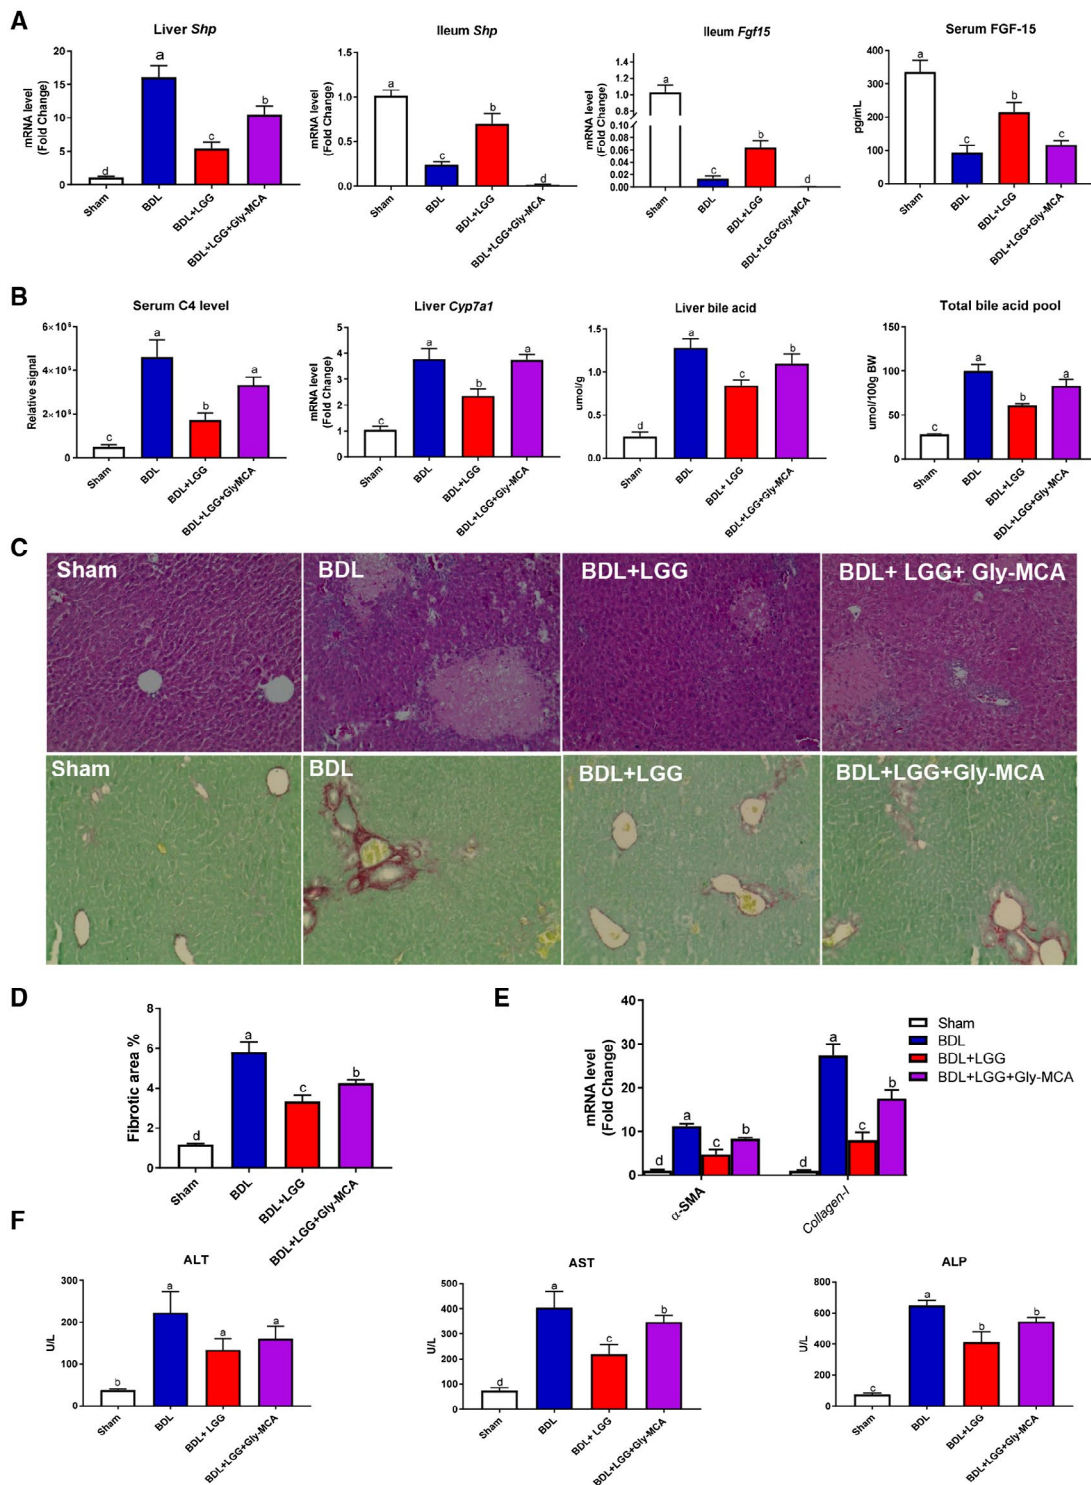 A
Liver Shp
mRNA level
(Fold Change)
20
15
10
5
0
d
a
c
b
Sham
BDL
BDL+LGG
BDL+LGG+Gly-MCA
Ileum Shp
mRNA level
(Fold Change)
1.5
1.0
0.5
0.0
a
c
b
d
Sham
BDL
BDL+LGG
BDL+LGG+Gly-MCA
Ileum Fgf15
mRNA level
(Fold Change)
1.4
1.2
1.0
0.8
0.6
0.4
0.2
0.10
0.08
0.06
0.04
0.02
0.00
a
c
b
d
Sham
BDL
BDL+LGG
BDL+LGG+Gly-MCA
Serum FGF-15
pg/mL
400
300
200
100
0
a
c
b
c
Sham
BDL
BDL+LGG
BDL+LGG+Gly-MCA
B
Serum C4 level
Relative signal
6×10⁶
4×10⁶
2×10⁶
0
c
a
b
a
Sham
BDL
BDL+LGG
BDL+LGG+GlyMCA
Liver Cyp7a1
mRNA level
(Fold Change)
5
4
3
2
1
0
c
a
b
a
Sham
BDL
BDL+LGG
BDL+LGG+Gly-MCA
Liver bile acid
umol/g
1.5
1.0
0.5
0.0
d
a
c
b
Sham
BDL
BDL+ LGG
BDL+LGG+Gly-MCA
Total bile acid pool
umol/100g BW
150
100
50
0
c
a
b
a
Sham
BDL
BDL+LGG
BDL+LGG+Gly-MCA
C
Sham
BDL
BDL+LGG
BDL+ LGG+ Gly-MCA
Sham
BDL
BDL+LGG
BDL+LGG+Gly-MCA
D
Fibrotic area %
8
6
4
2
0
d
a
c
b
Sham
BDL
BDL+LGG
BDL+LGG+Gly-MCA
E
mRNA level
(Fold Change)
40
30
20
10
0
d
a
c
b
d
a
c
b
α-SMA
Collagen-I
Sham
BDL
BDL+LGG
BDL+LGG+Gly-MCA
F
ALT
U/L
300
200
100
0
b
a
a
a
Sham
BDL
BDL+ LGG
BDL+LGG+Gly-MCA
AST
U/L
500
400
300
200
100
0
d
a
c
b
Sham
BDL
BDL+ LGG
BDL+LGG+Gly-MCA
ALP
U/L
800
600
400
200
0
c
a
b
b
Sham
BDL
BDL+LGG
BDL+LGG+Gly-MCA